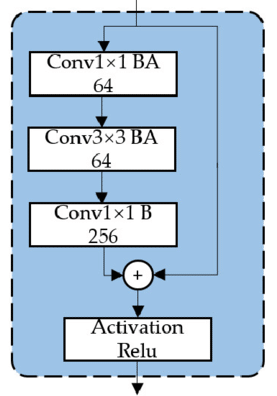 Conv1×1 BA
64
Conv3×3 BA
64
Conv1×1 B
256
+
Activation
Relu